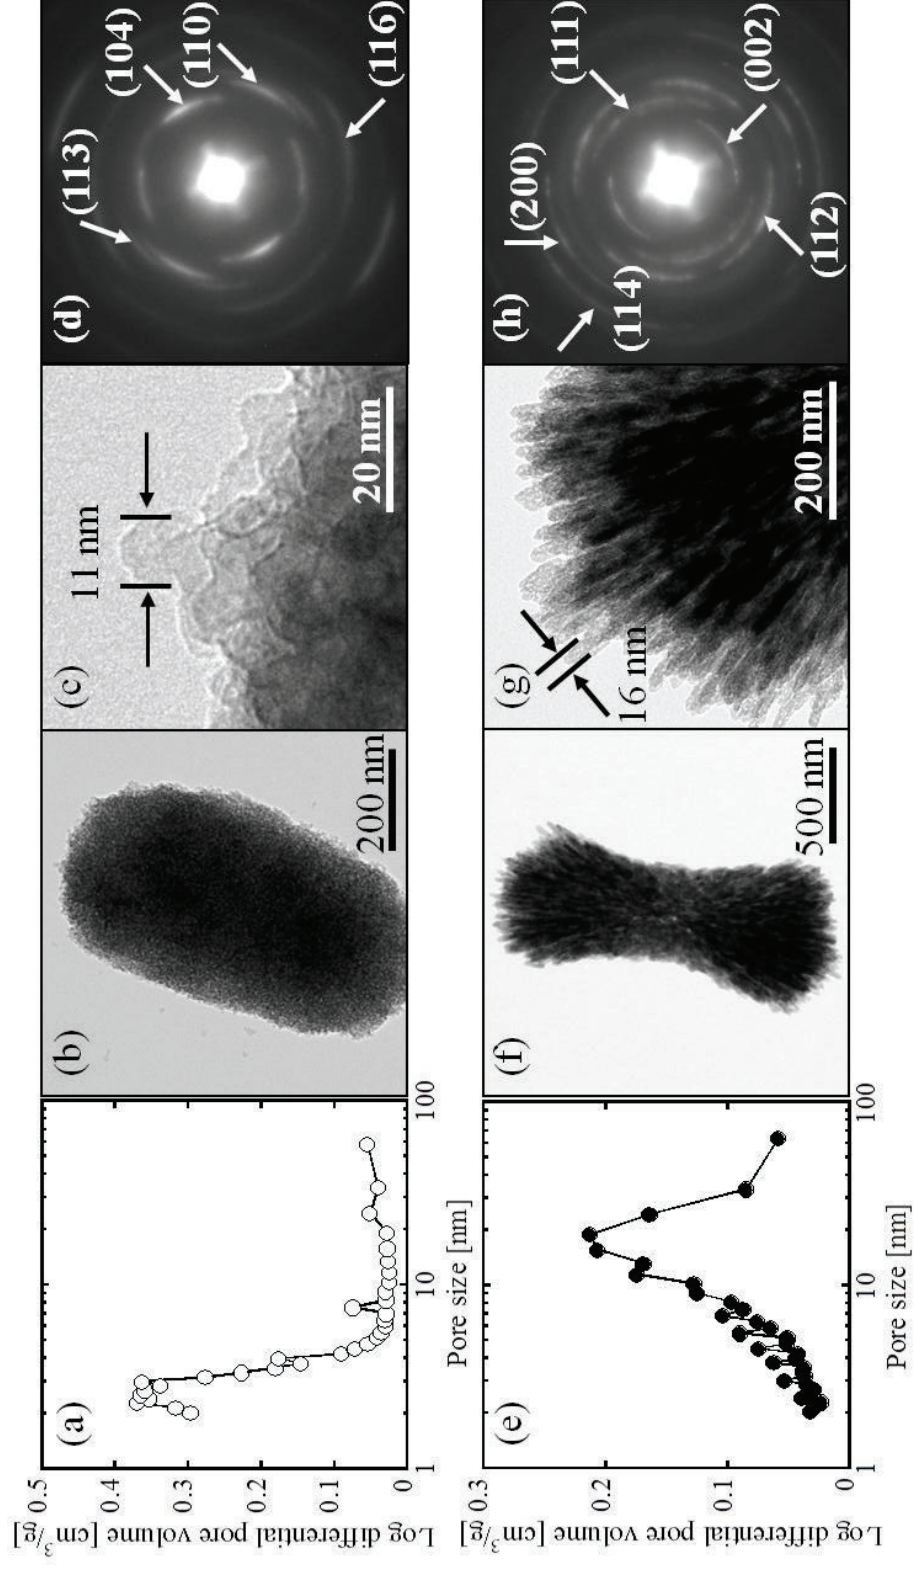 (a)
Log differential pore volume [cm³/g]
0.5
0.4
0.3
0.2
0.1
0
1
10
100
Pore size [nm]
(b)
200 nm
(c)
11 nm
20 nm
(d)
(113)
(104)
(110)
(116)
(e)
Log differential pore volume [cm³/g]
0.3
0.2
0.1
0
1
10
100
Pore size [nm]
(f)
500 nm
(g)
16 nm
200 nm
(h)
(114)
(200)
(111)
(112)
(002)